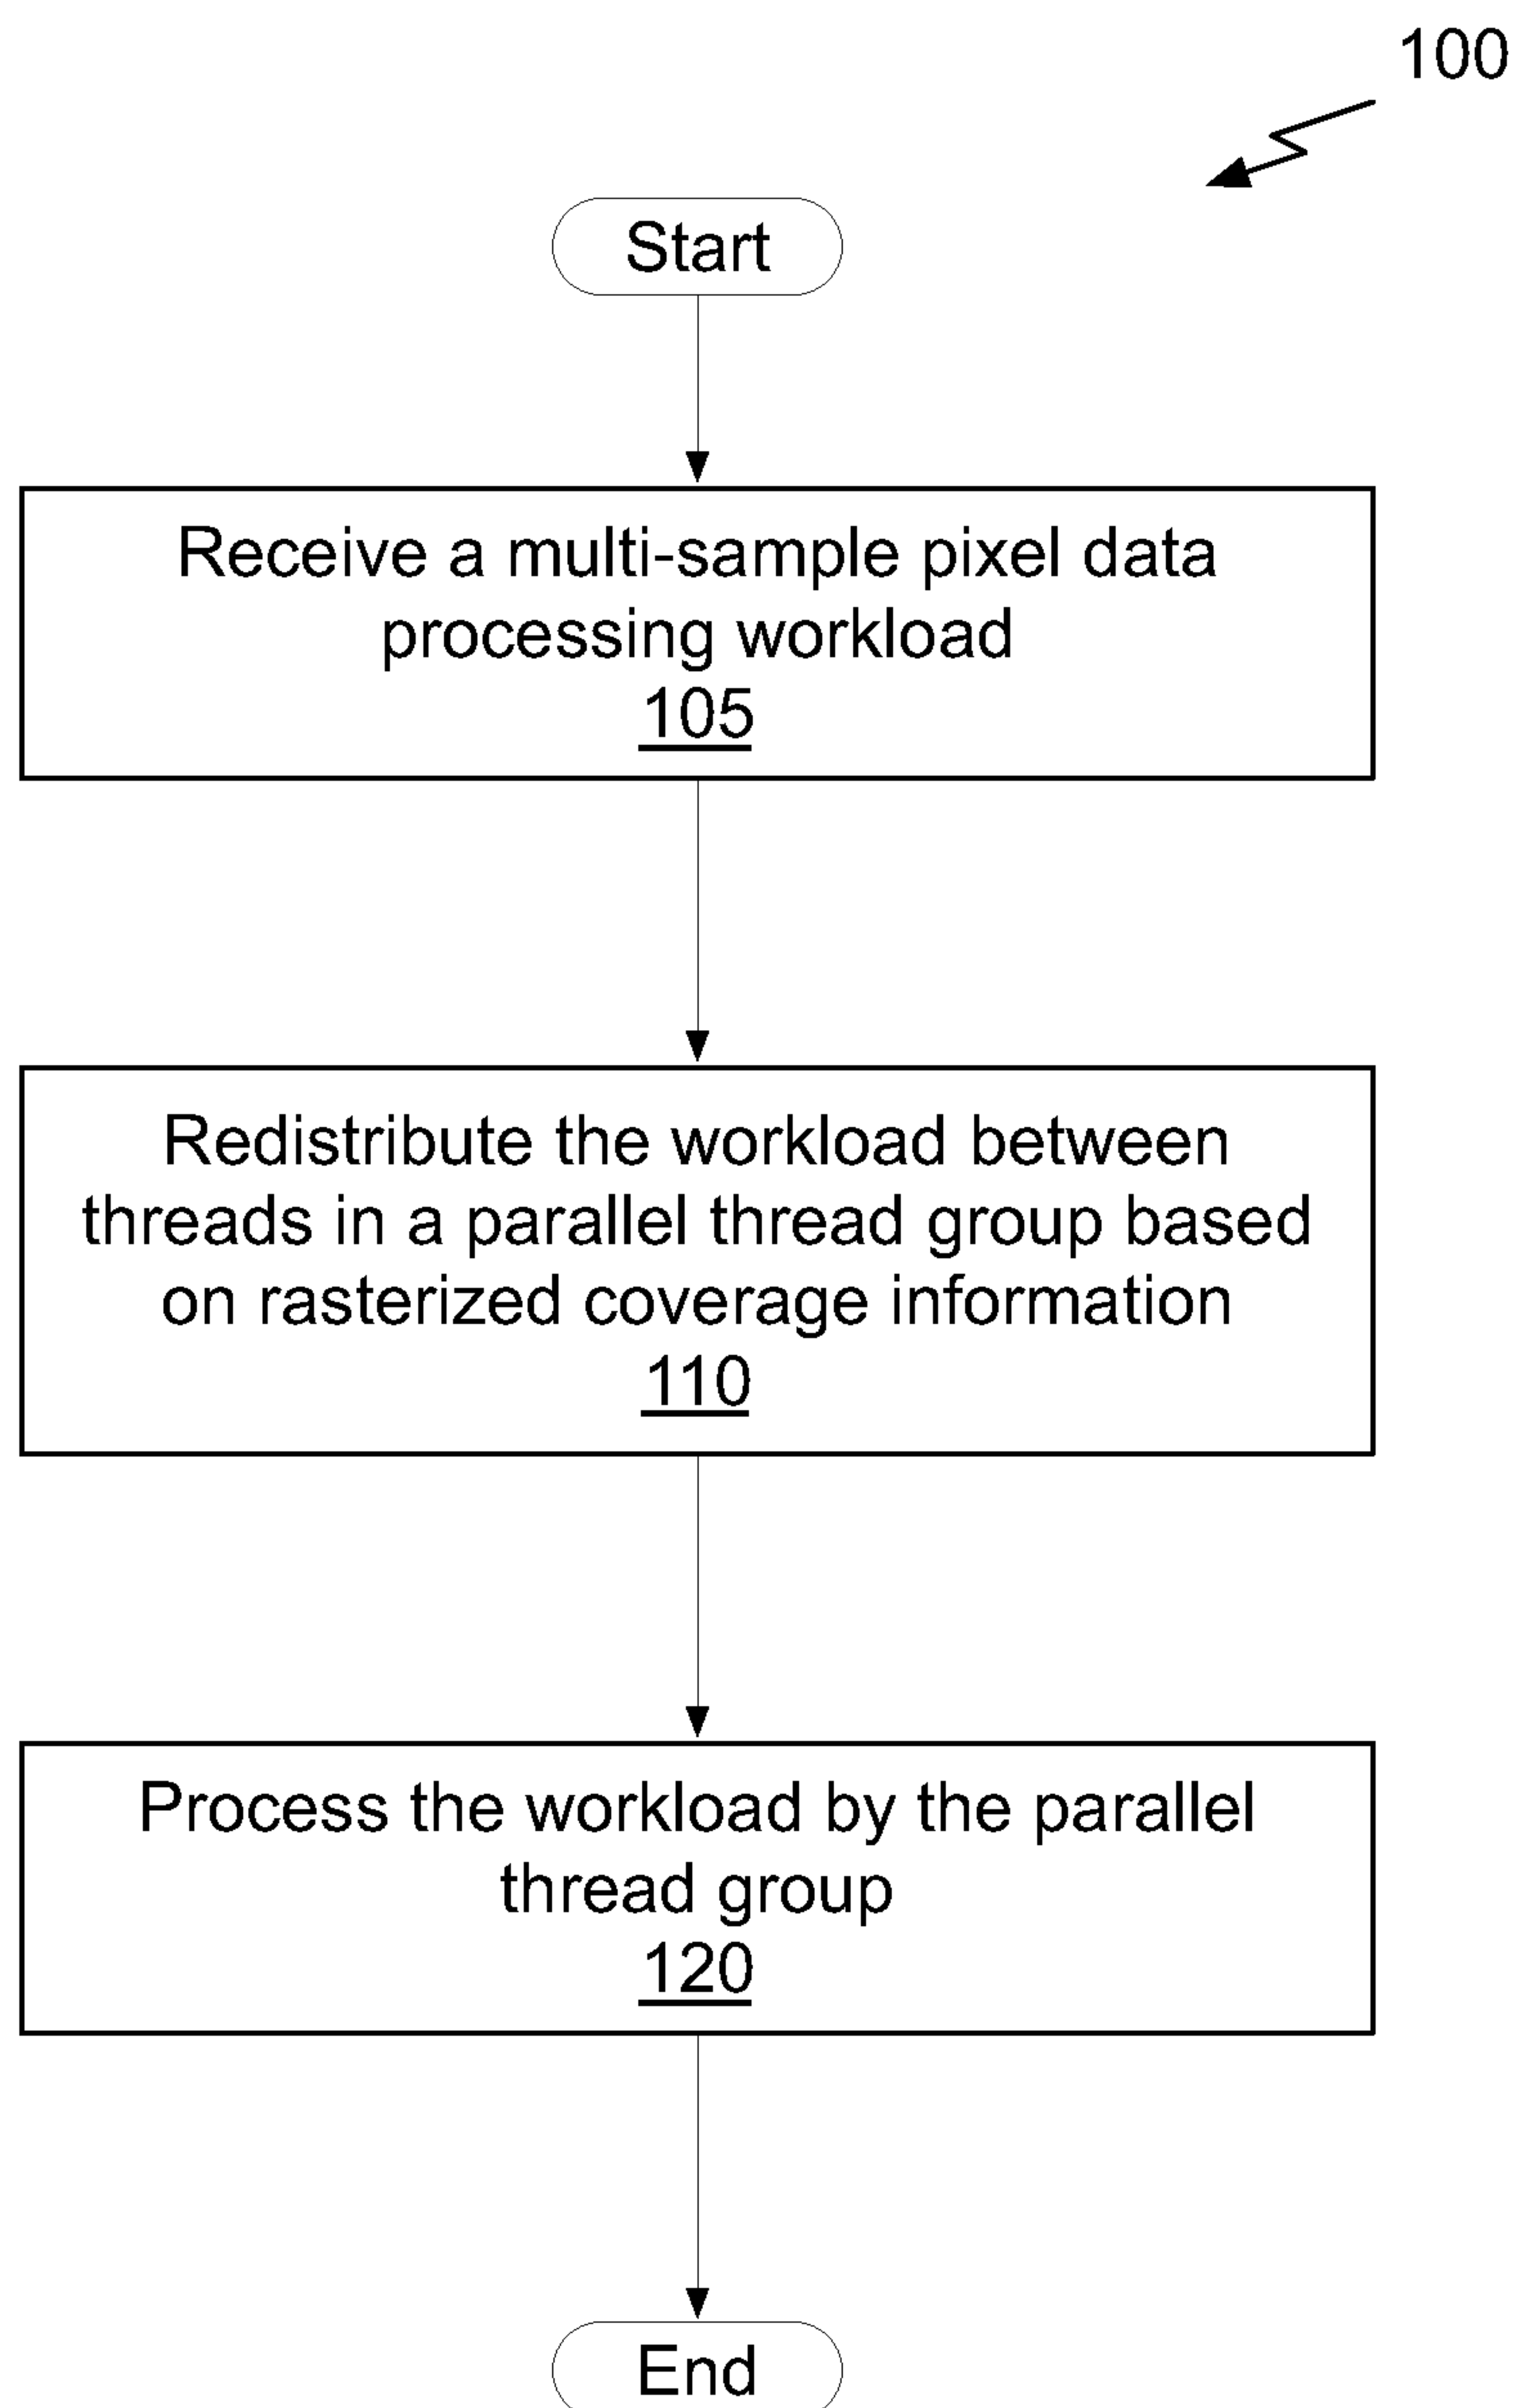 100
Start
Receive a multi-sample pixel data
processing workload
105
Redistribute the workload between
threads in a parallel thread group based
on rasterized coverage information
110
Process the workload by the parallel
thread group
120
End